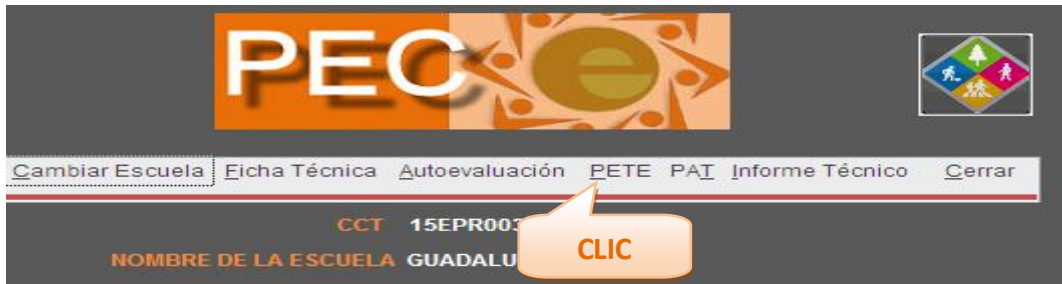 PEC
e
Cambiar Escuela Ficha Técnica Autoevaluación PETE PAT Informe Técnico Cerrar
CCT 15EPR003
NOMBRE DE LA ESCUELA GUADALU
CLIC